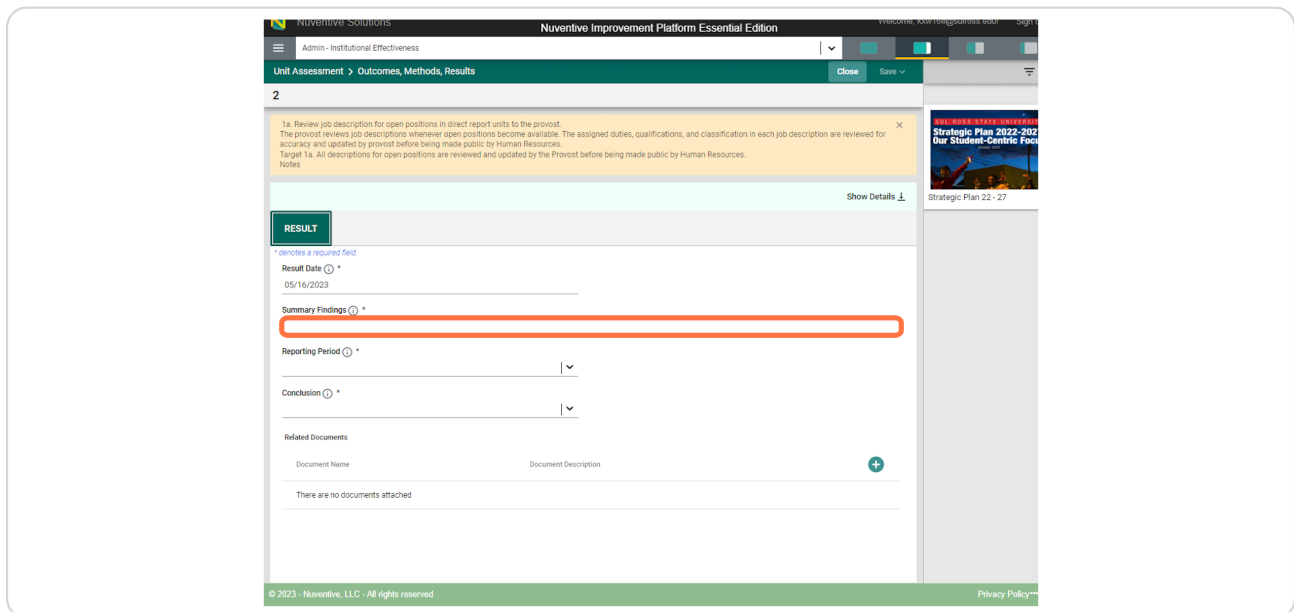 Nuventive Solutions
Nuventive Improvement Platform Essential Edition
Welcome,
Sign
Admin - Institutional Effectiveness
Unit Assessment > Outcomes, Methods, Results
Close
Save
2
1a. Review job description for open positions in direct report units to the provost.
The provost reviews job descriptions whenever open positions become available. The assigned duties, qualifications, and classification in each job description are reviewed for
accuracy and updated by provost before being made public by Human Resources.
Target 1a. All descriptions for open positions are reviewed and updated by the Provost before being made public by Human Resources.
Notes
SUL ROSS STATE UNIVERSIT
Strategic Plan 2022-202
Our Student-Centric Focu
Strategic Plan 22 - 27
Show Details
RESULT
* denotes a required field.
Result Date *
05/16/2023
Summary Findings *
Reporting Period *
Conclusion *
Related Documents
Document Name
Document Description
There are no documents attached
© 2023 - Nuventive, LLC - All rights reserved
Privacy Policy